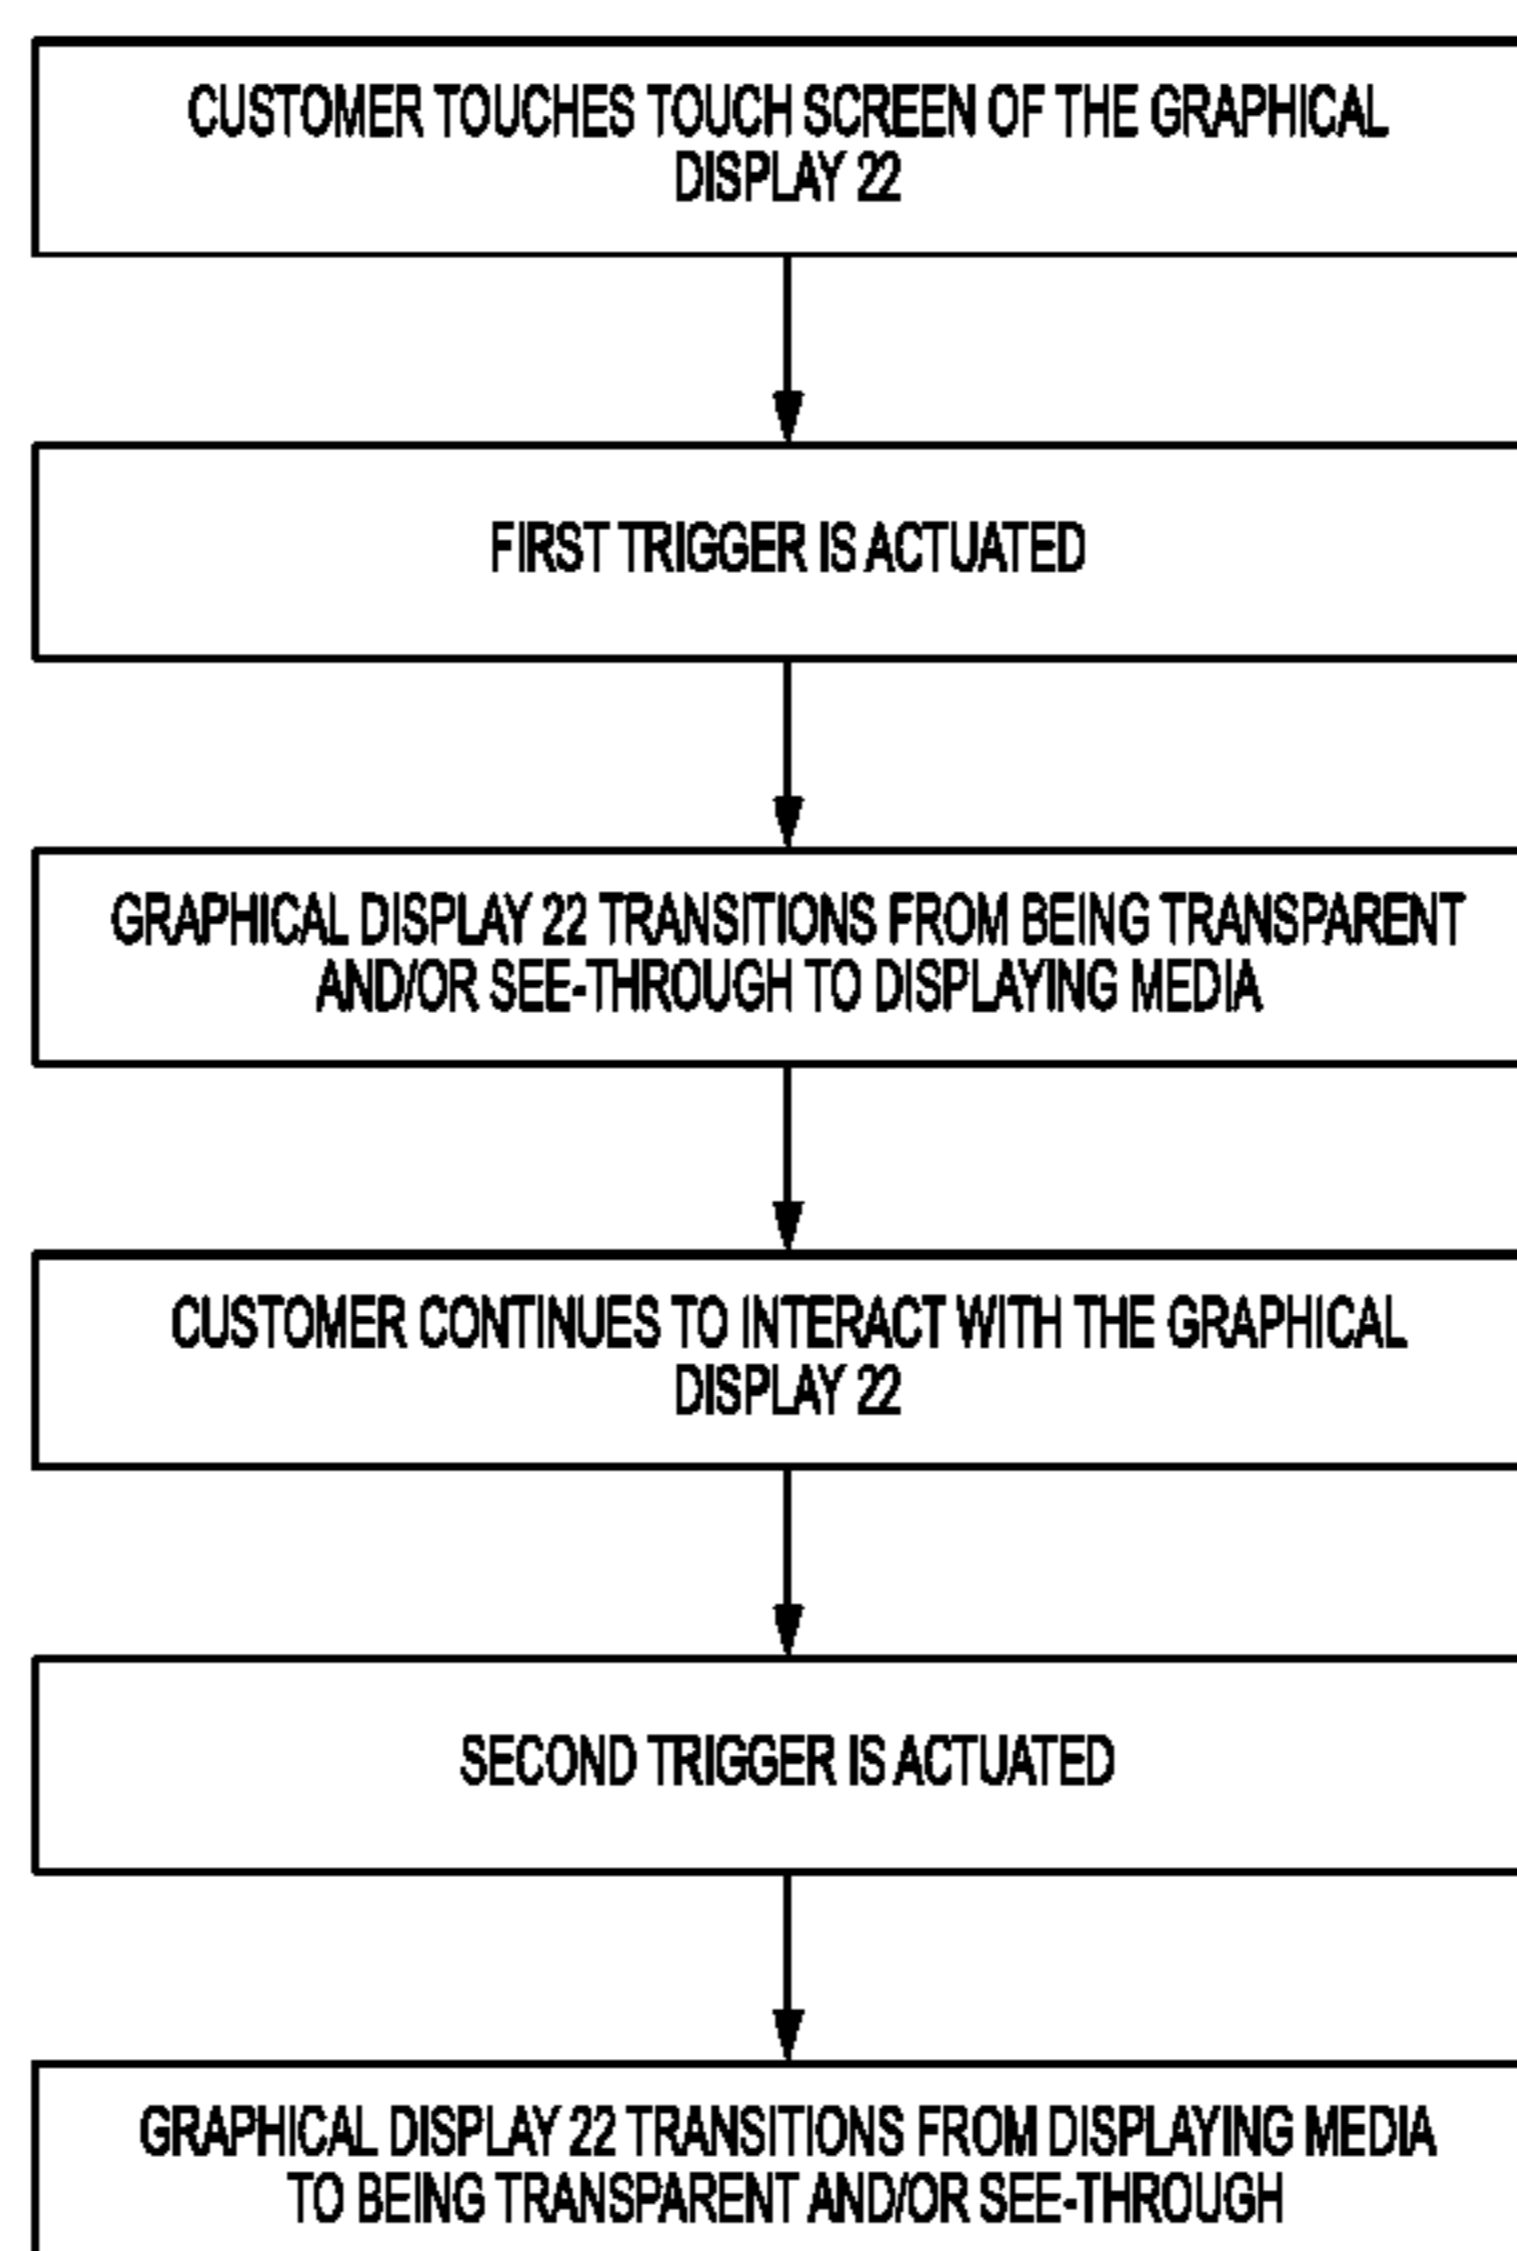 CUSTOMER TOUCHES TOUCH SCREEN OF THE GRAPHICAL
DISPLAY 22
FIRST TRIGGER IS ACTUATED
GRAPHICAL DISPLAY 22 TRANSITIONS FROM BEING TRANSPARENT
AND/OR SEE-THROUGH TO DISPLAYING MEDIA
CUSTOMER CONTINUES TO INTERACT WITH THE GRAPHICAL
DISPLAY 22
SECOND TRIGGER IS ACTUATED
GRAPHICAL DISPLAY 22 TRANSITIONS FROM DISPLAYING MEDIA
TO BEING TRANSPARENT AND/OR SEE-THROUGH